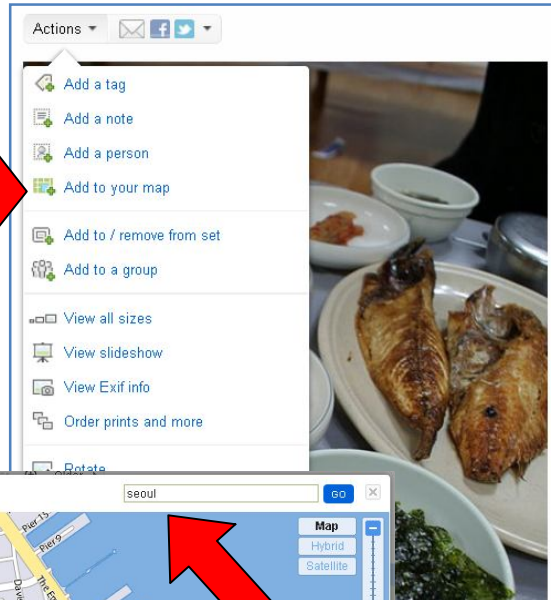 Actions
Add a tag
Add a note
Add a person
Add to your map
Add to / remove from set
Add to a group
View all sizes
View slideshow
View Exif info
Order prints and more
Rotate
seoul
GO
Pier 15
Pier 9
Map
Hybrid
Satellite